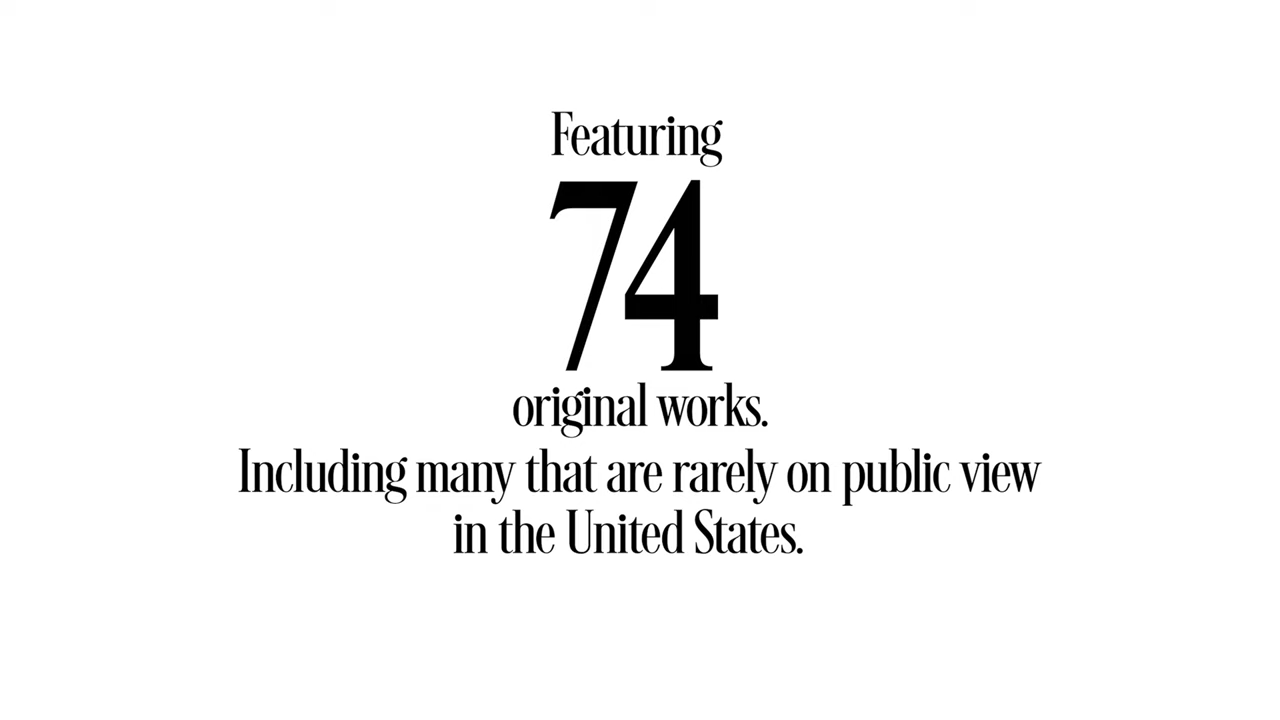 Featuring
74
original works.
Including many that are rarely on public view
in the United States.